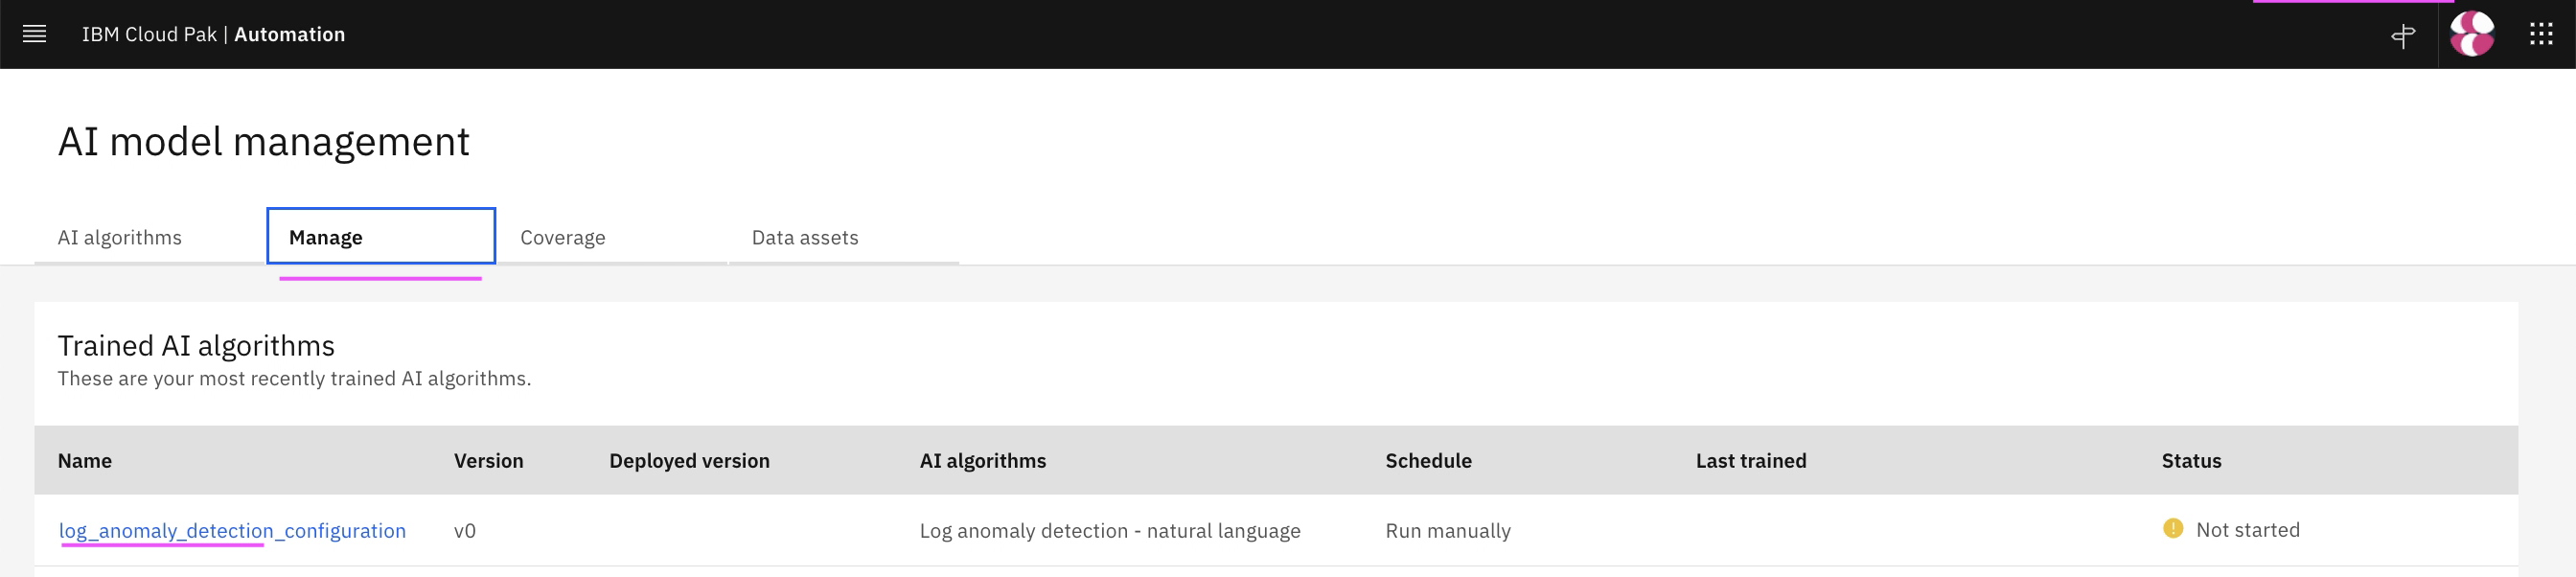 IBM Cloud Pak | Automation
AI model management
AI algorithms Manage Coverage Data assets
Trained AI algorithms
These are your most recently trained AI algorithms.
Name Version Deployed version AI algorithms Schedule Last trained Status
log_anomaly_detection_configuration v0 Log anomaly detection - natural language Run manually Not started